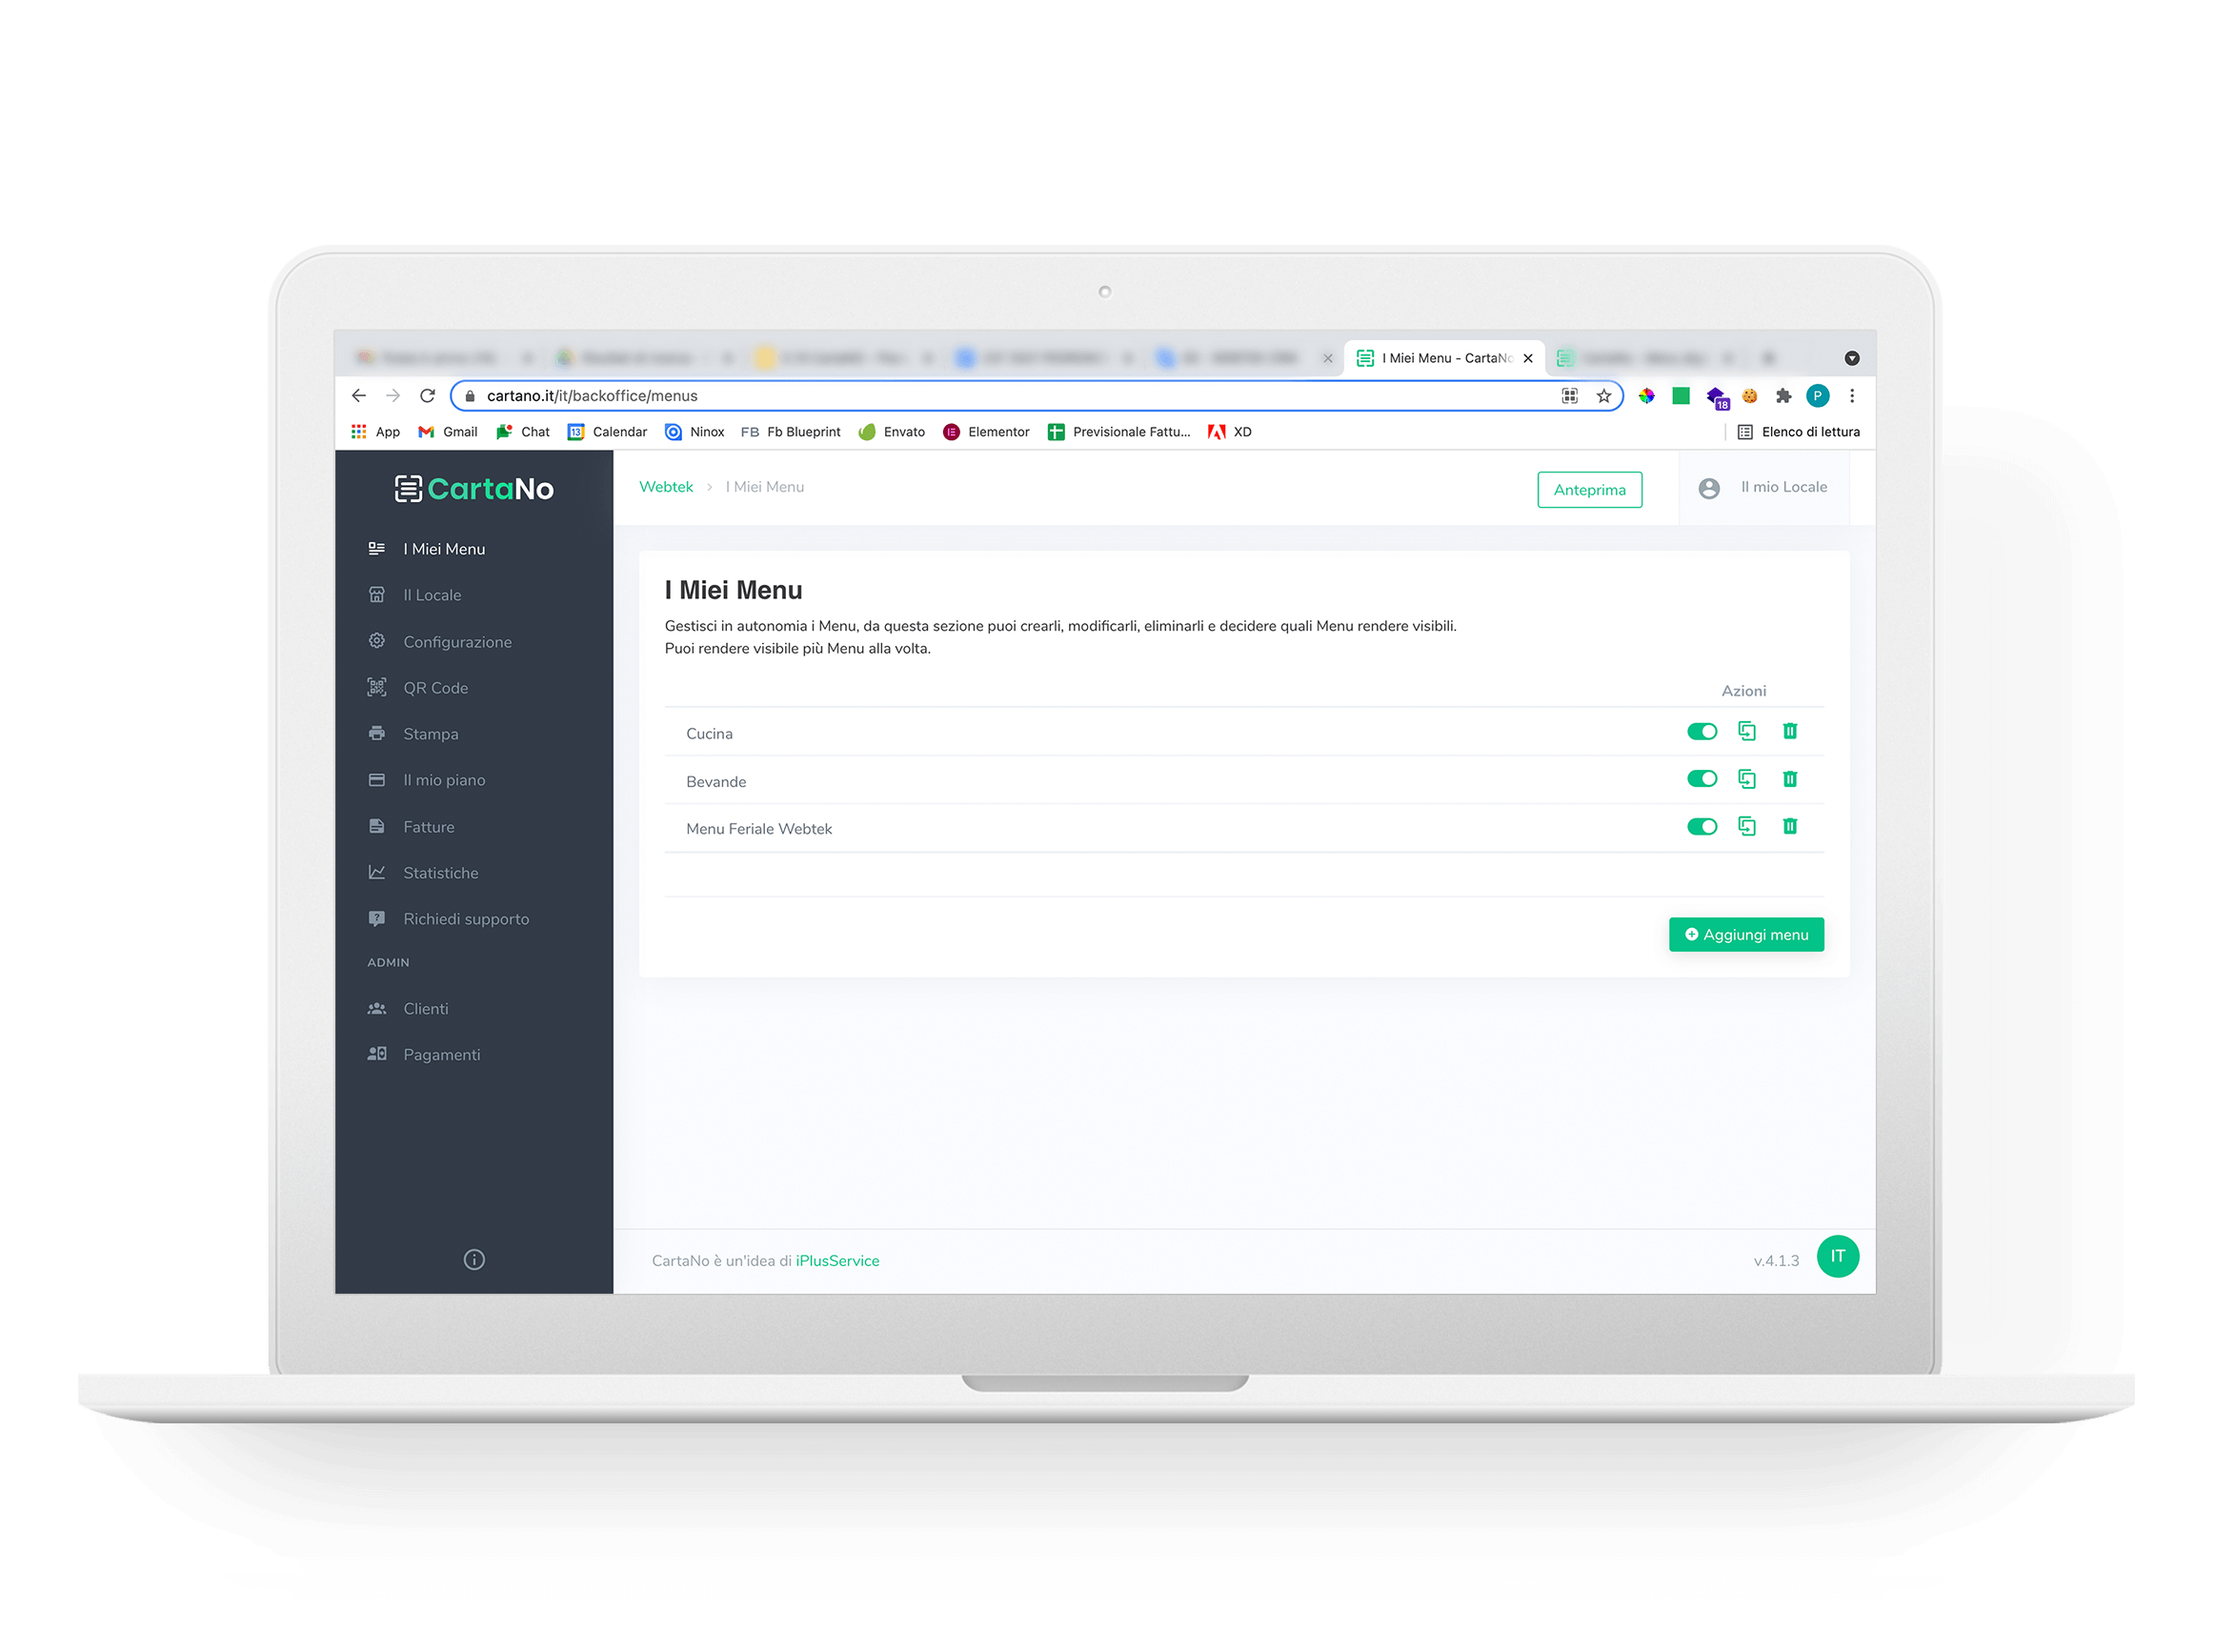 I Miei Menu - CartaNo
cartano.it/it/backoffice/menus
18
P
App
Gmail
Chat
13
Calendar
Ninox
FB
Fb Blueprint
Envato
Elementor
Previsionale Fattu...
XD
Elenco di lettura
CartaNo
Webtek
I Miei Menu
Anteprima
Il mio Locale
I Miei Menu
Il Locale
Configurazione
QR Code
Stampa
Il mio piano
Fatture
Statistiche
Richiedi supporto
ADMIN
Clienti
Pagamenti
I Miei Menu
Gestisci in autonomia i Menu, da questa sezione puoi crearli, modificarli, eliminarli e decidere quali Menu rendere visibili.
Puoi rendere visibile più Menu alla volta.
Azioni
Cucina
Bevande
Menu Feriale Webtek
Aggiungi menu
CartaNo è un'idea di iPlusService
v.4.1.3
IT